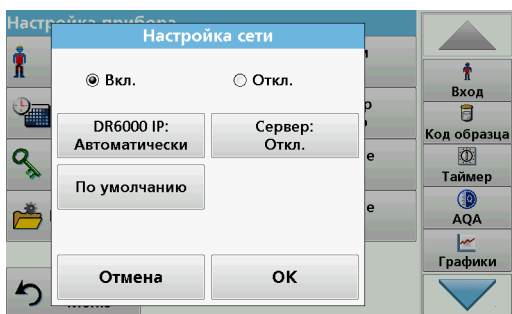 Настройка прибора
Настройка сети
Вкл.
Откл.
DR6000 IP:
Автоматически
Сервер:
Откл.
По умолчанию
Отмена
OK
Вход
Код образца
Таймер
AQA
Графики